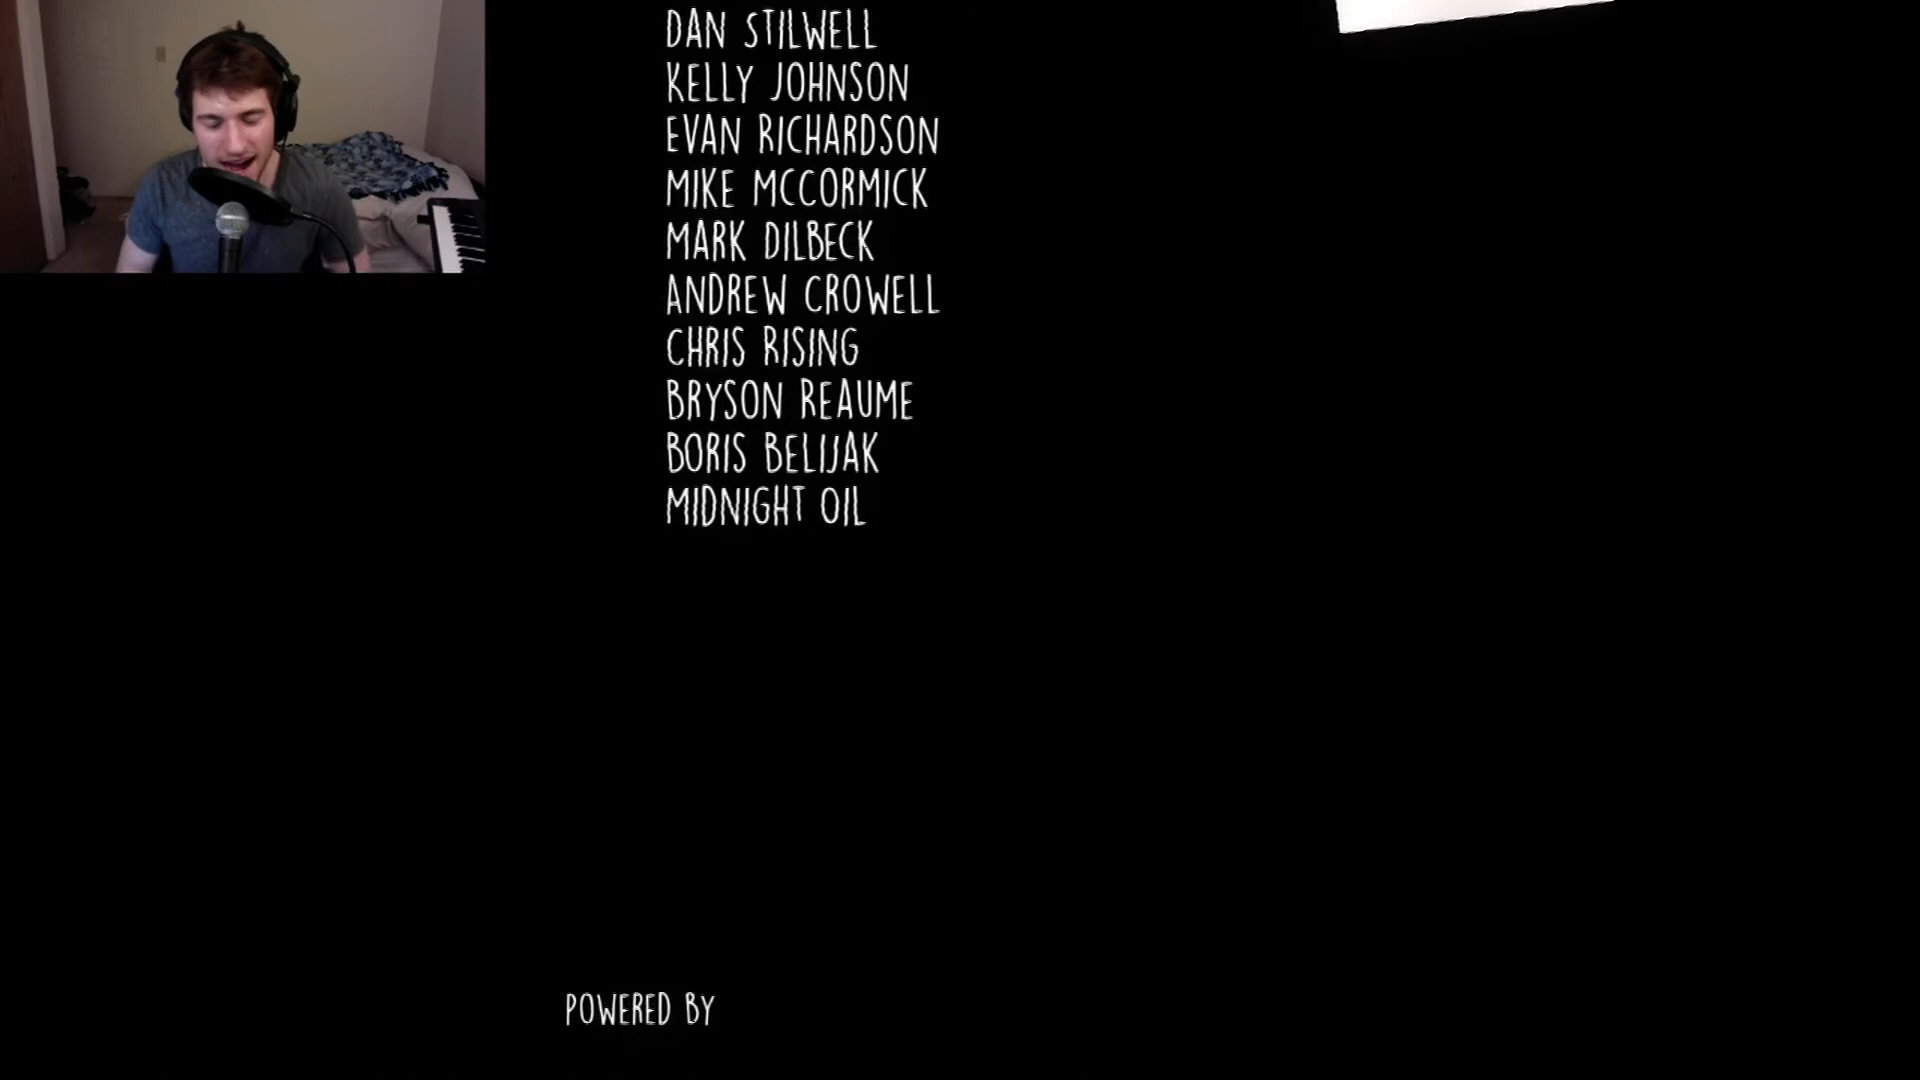 DAN STILWELL
KELLY JOHNSON
EVAN RICHARDSON
MIKE MCCORMICK
MARK DILBECK
ANDREW CROWELL
CHRIS RISING
BRYSON REAUME
BORIS BELIJAK
MIDNIGHT OIL
POWERED BY